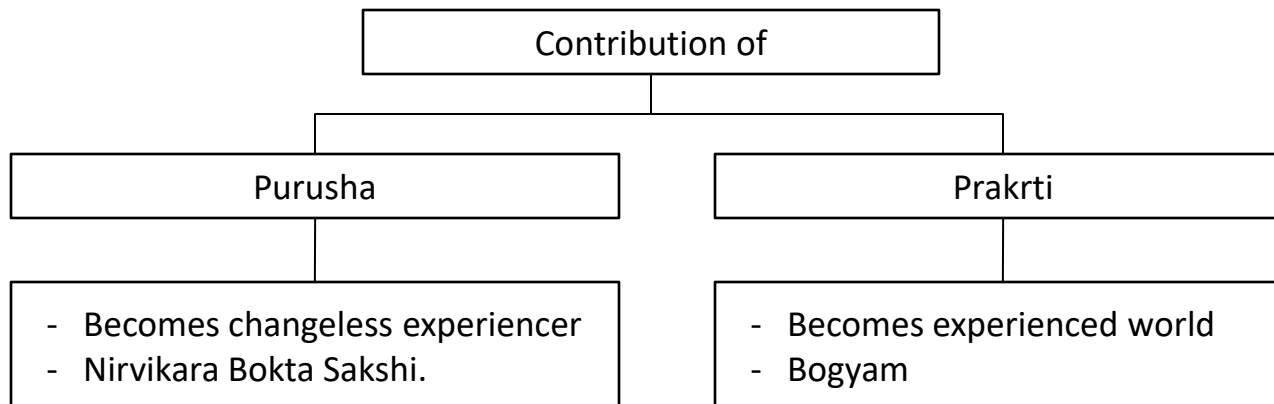 Contribution of
Purusha
Prakrti
- Becomes changeless experiencer
- Nirvikara Bokta Sakshi.
- Becomes experienced world
- Bogyam